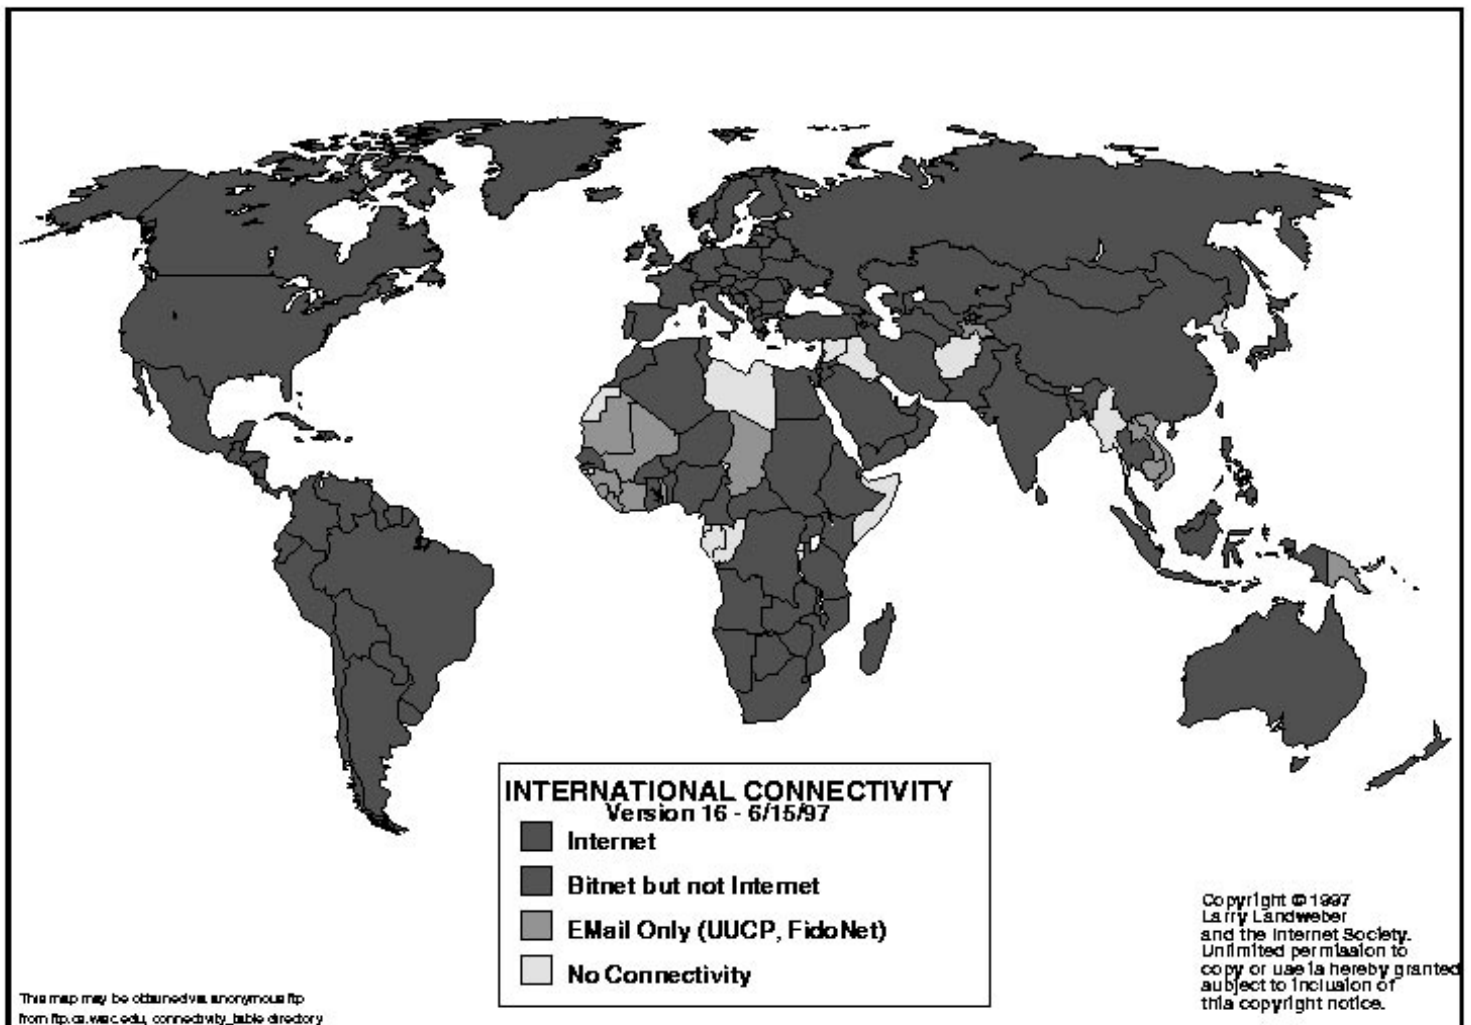 INTERNATIONAL CONNECTIVITY
Version 16 - 6/15/97
Internet
Bitnet but not Internet
EMail Only (UUCP, FidoNet)
No Connectivity
Copyright © 1997
Larry Landweber
and the Internet Society.
Unlimited permission to
copy or use is hereby granted
subject to inclusion of
this copyright notice.
This map may be obtained via anonymous ftp
from ftp.cs.wisc.edu, connectivity_table directory